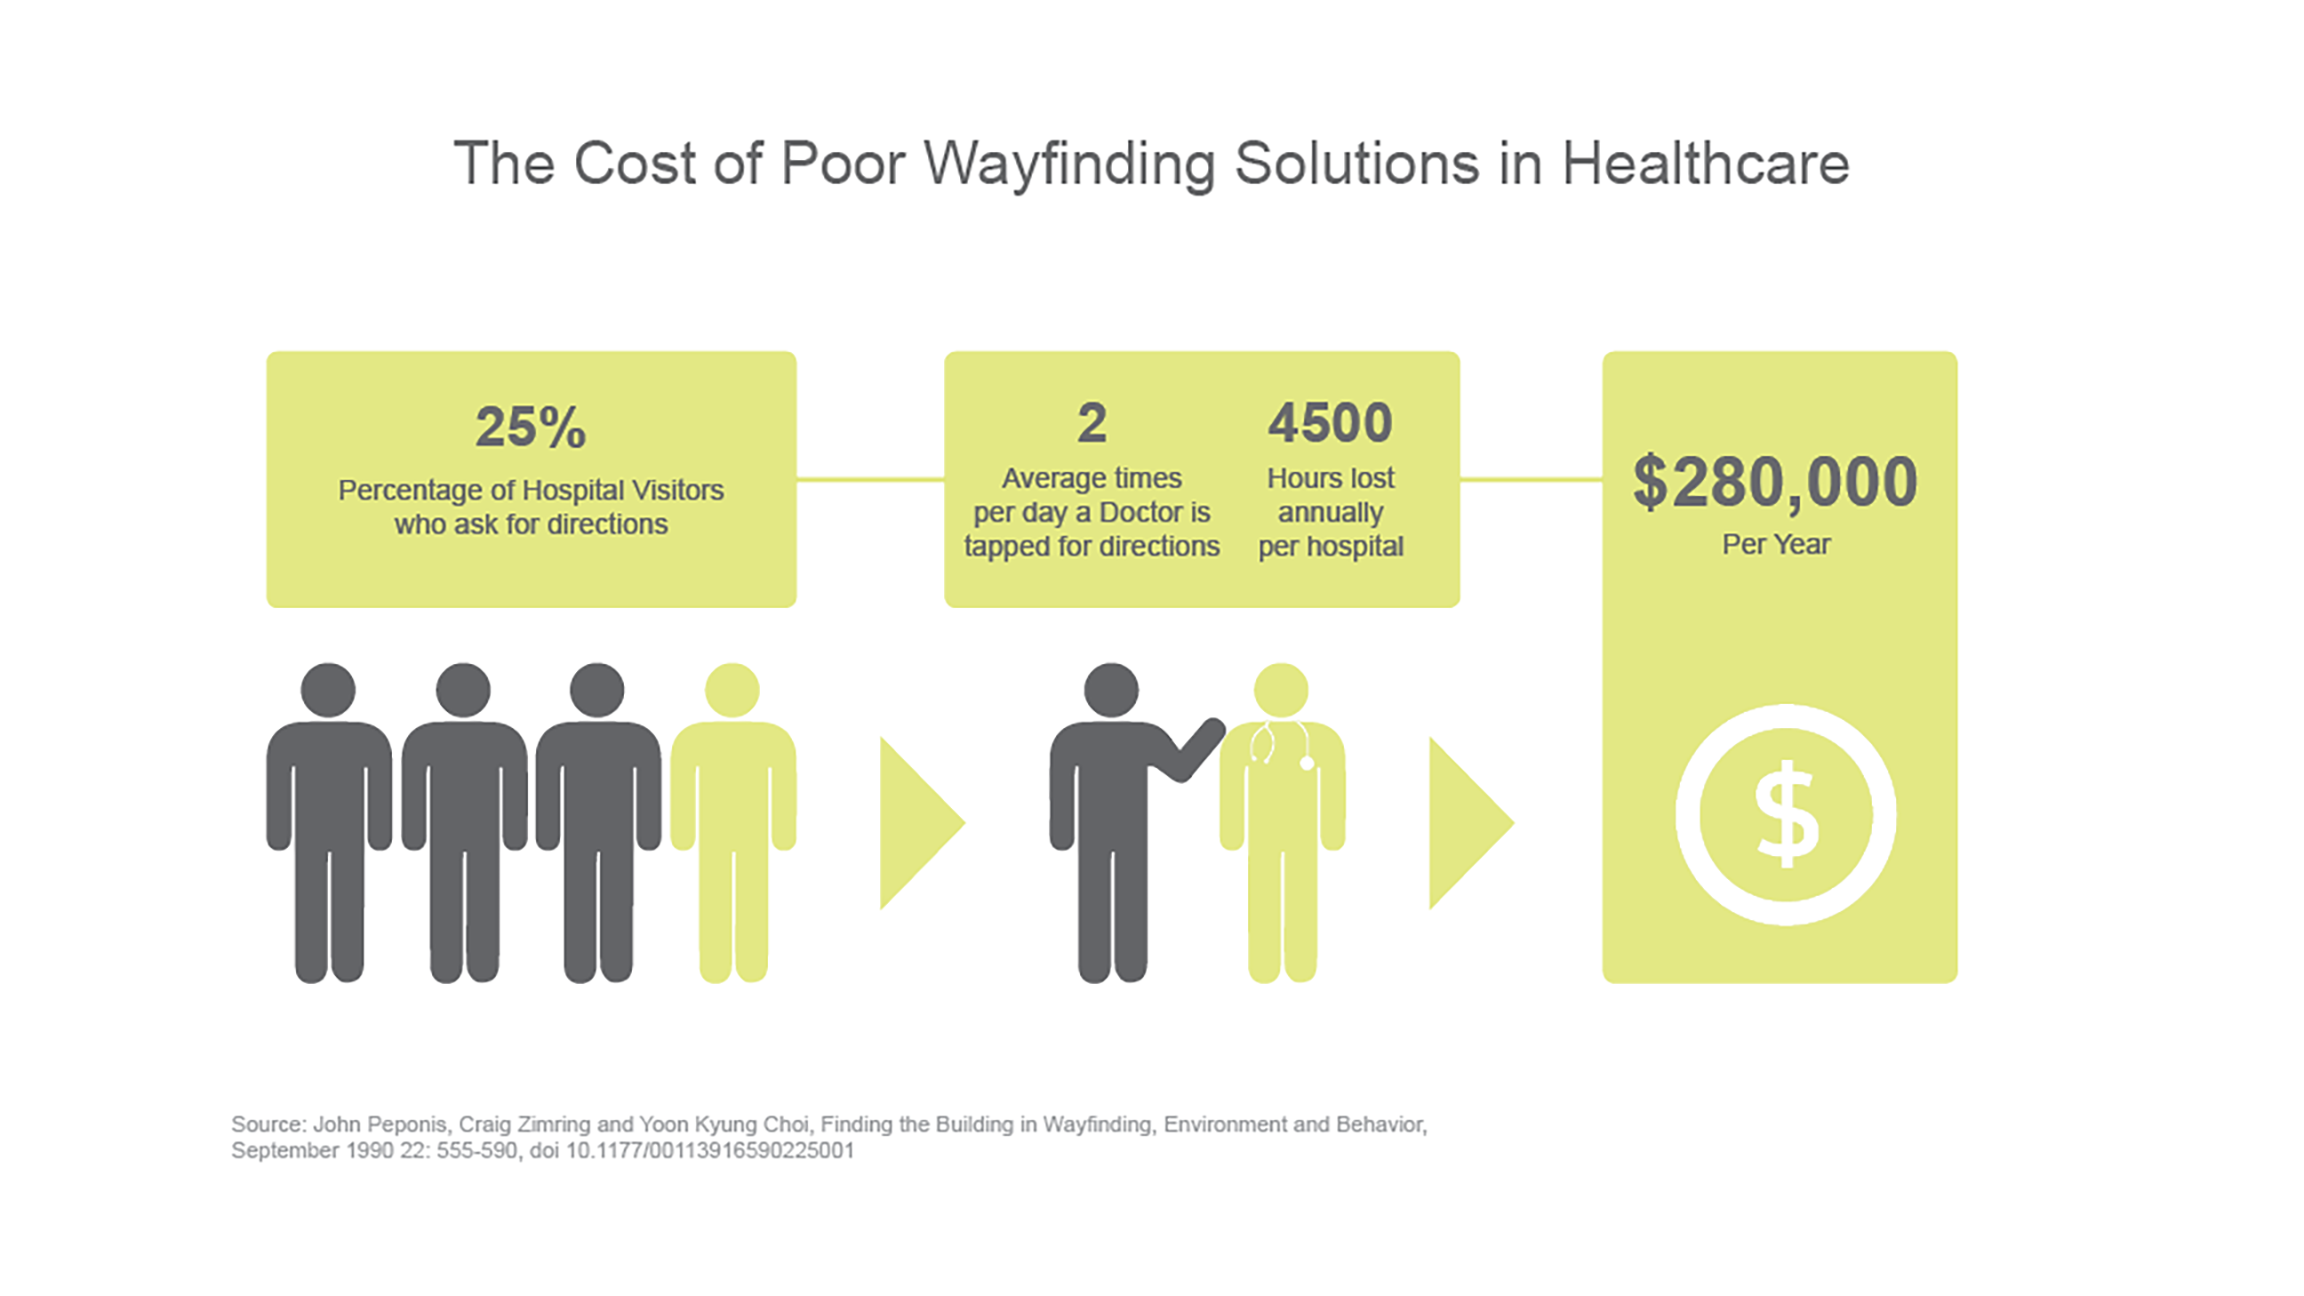 The Cost of Poor Wayfinding Solutions in Healthcare
25%
Percentage of Hospital Visitors
who ask for directions
2
Average times
per day a Doctor is
tapped for directions
4500
Hours lost
annually
per hospital
$280,000
Per Year
$
Source: John Peponis, Craig Zimring and Yoon Kyung Choi, Finding the Building in Wayfinding, Environment and Behavior,
September 1990 22: 555-590, doi 10.1177/00113916590225001